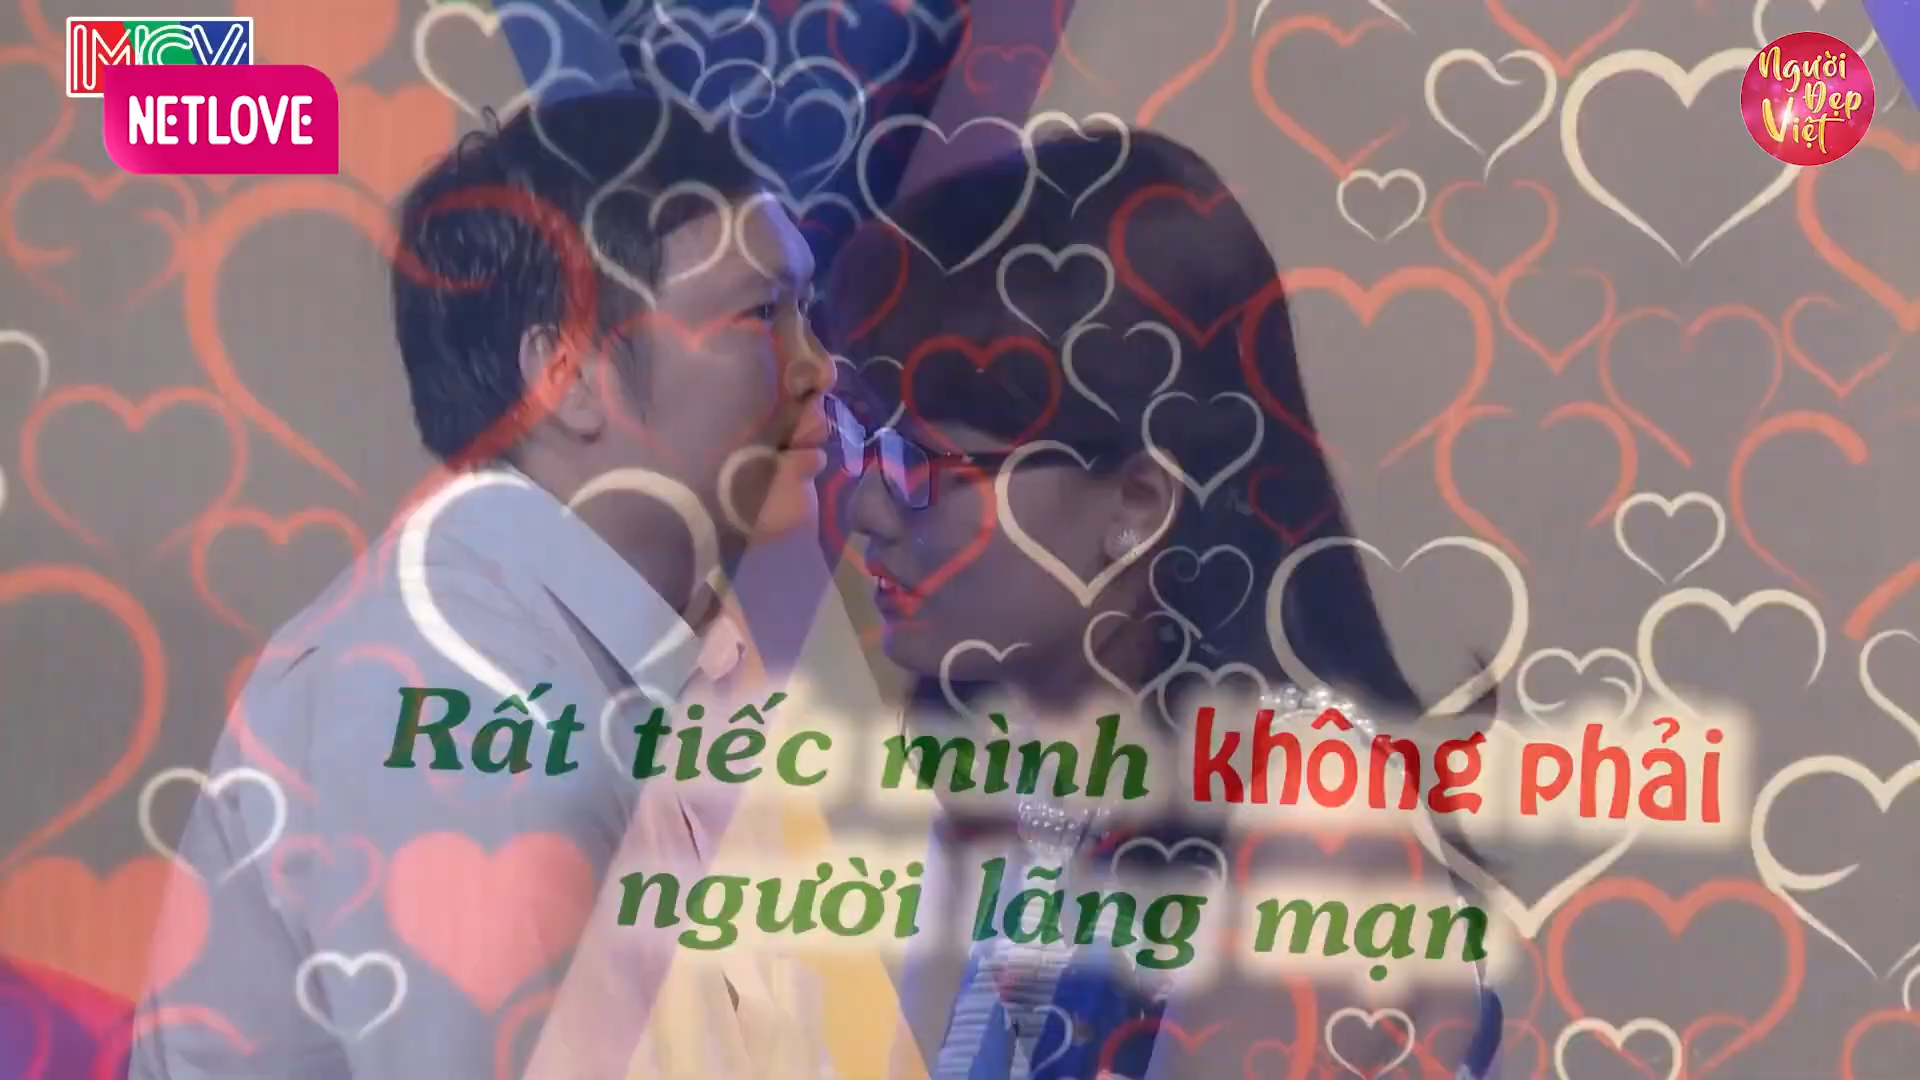 MCV
NETLOVE
Người
Đẹp
Việt
Rất tiếc mình không phải
người lãng mạn